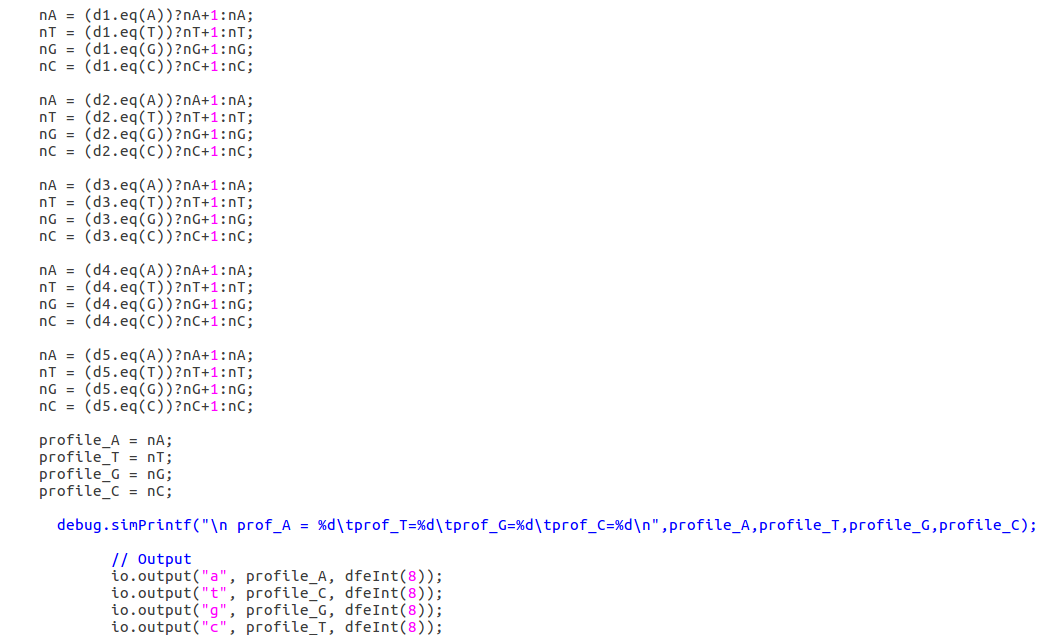 nA = (d1.eq(A))?nA+1:nA;
nT = (d1.eq(T))?nT+1:nT;
nG = (d1.eq(G))?nG+1:nG;
nC = (d1.eq(C))?nC+1:nC;

nA = (d2.eq(A))?nA+1:nA;
nT = (d2.eq(T))?nT+1:nT;
nG = (d2.eq(G))?nG+1:nG;
nC = (d2.eq(C))?nC+1:nC;

nA = (d3.eq(A))?nA+1:nA;
nT = (d3.eq(T))?nT+1:nT;
nG = (d3.eq(G))?nG+1:nG;
nC = (d3.eq(C))?nC+1:nC;

nA = (d4.eq(A))?nA+1:nA;
nT = (d4.eq(T))?nT+1:nT;
nG = (d4.eq(G))?nG+1:nG;
nC = (d4.eq(C))?nC+1:nC;

nA = (d5.eq(A))?nA+1:nA;
nT = (d5.eq(T))?nT+1:nT;
nG = (d5.eq(G))?nG+1:nG;
nC = (d5.eq(C))?nC+1:nC;

profile_A = nA;
profile_T = nT;
profile_G = nG;
profile_C = nC;

debug.simPrintf("\n prof_A = %d\tprof_T=%d\tprof_G=%d\tprof_C=%d\n",profile_A,profile_T,profile_G,profile_C);

// Output
io.output("a", profile_A, dfeInt(8));
io.output("t", profile_C, dfeInt(8));
io.output("g", profile_G, dfeInt(8));
io.output("c", profile_T, dfeInt(8));